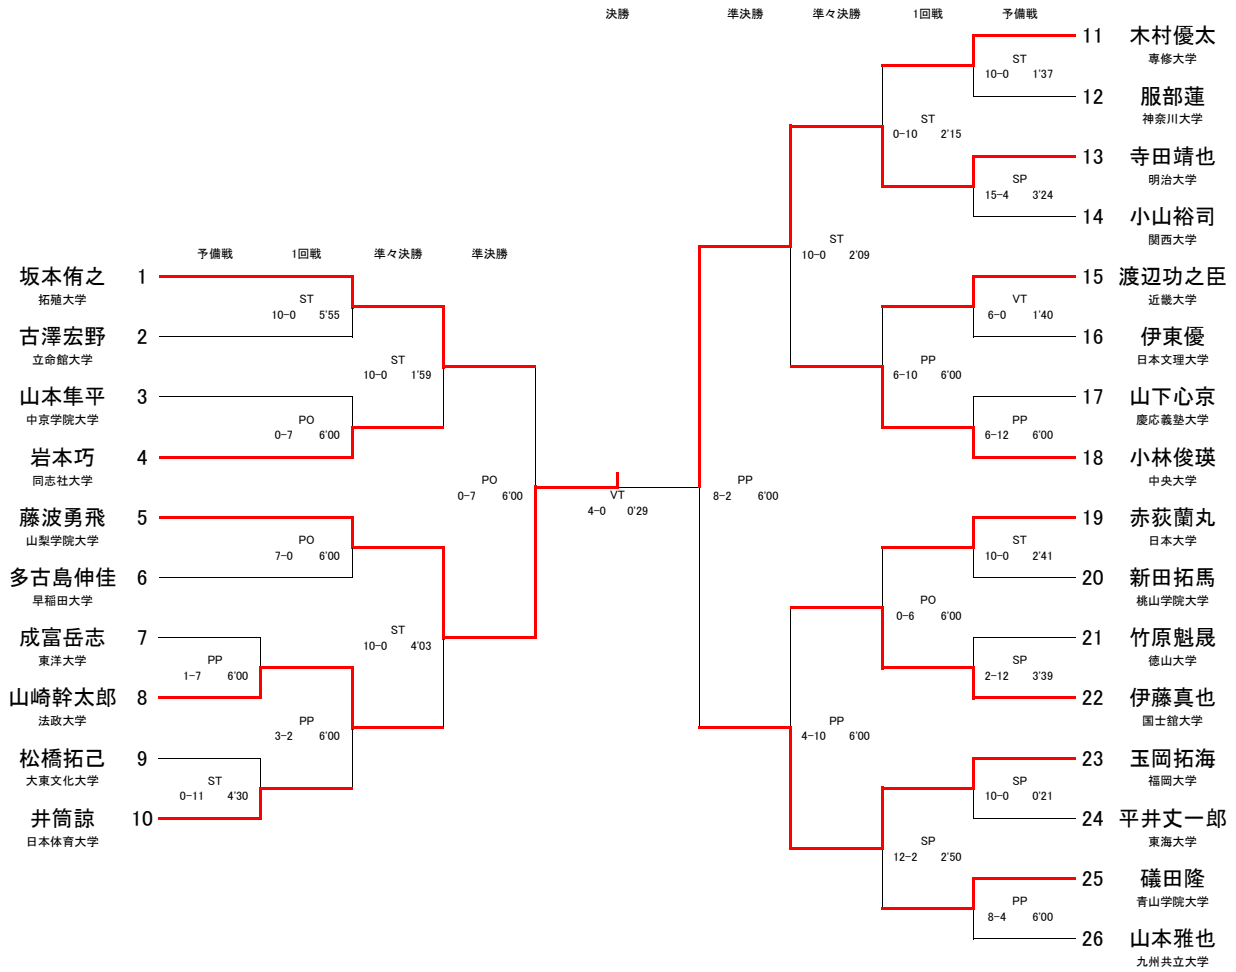 決勝
準決勝 準々決勝 1回戦 予備戦
11 木村優太
専修大学
ST
10-0 1'37
12 服部蓮
神奈川大学
ST
0-10 2'15
13 寺田靖也
明治大学
SP
15-4 3'24
14 小山裕司
関西大学
ST
10-0 2'09
15 渡辺功之臣
近畿大学
VT
6-0 1'40
16 伊東優
日本文理大学
PP
6-10 6'00
17 山下心京
慶応義塾大学
PP
6-12 6'00
18 小林俊瑛
中央大学
PP
8-2 6'00
19 赤荻蘭丸
日本大学
ST
10-0 2'41
20 新田拓馬
桃山学院大学
PO
0-6 6'00
21 竹原魁晟
徳山大学
SP
2-12 3'39
22 伊藤真也
国士舘大学
PP
4-10 6'00
23 玉岡拓海
福岡大学
SP
10-0 0'21
24 平井丈一郎
東海大学
SP
12-2 2'50
25 礒田隆
青山学院大学
PP
8-4 6'00
26 山本雅也
九州共立大学
予備戦 1回戦 準々決勝 準決勝
坂本侑之 1
拓殖大学
ST
10-0 5'55
古澤宏野 2
立命館大学
ST
10-0 1'59
山本隼平 3
中京学院大学
PO
0-7 6'00
岩本巧 4
同志社大学
PO
0-7 6'00
VT
4-0 0'29
藤波勇飛 5
山梨学院大学
PO
7-0 6'00
多古島伸佳 6
早稲田大学
ST
10-0 4'03
成富岳志 7
東洋大学
PP
1-7 6'00
山崎幹太郎 8
法政大学
PP
3-2 6'00
松橋拓己 9
大東文化大学
ST
0-11 4'30
井筒諒 10
日本体育大学